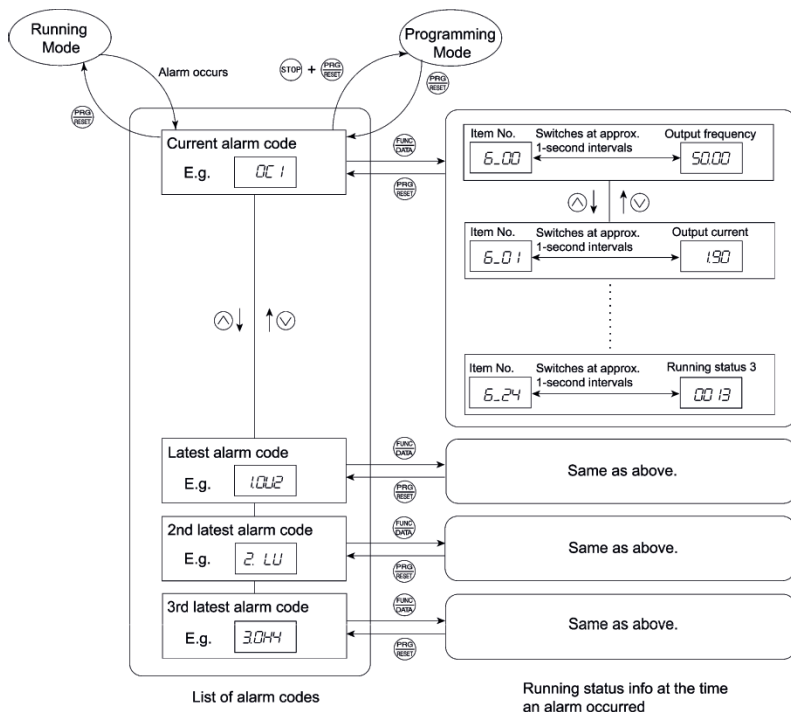 Running
Mode
Programming
Mode
Alarm occurs
STOP + PRG/RESET
PRG/RESET
PRG/RESET
Current alarm code
E.g. OC1
FUNC/DATA
PRG/RESET
Item No. Switches at approx. 1-second intervals Output frequency
6_00 50.00
Item No. Switches at approx. 1-second intervals Output current
6_01 1.90
Item No. Switches at approx. 1-second intervals Running status 3
6_24 0013
Latest alarm code
E.g. 1.OU2
FUNC/DATA
PRG/RESET
Same as above.
2nd latest alarm code
E.g. 2. LU
FUNC/DATA
PRG/RESET
Same as above.
3rd latest alarm code
E.g. 3.OH4
FUNC/DATA
PRG/RESET
Same as above.
List of alarm codes
Running status info at the time
an alarm occurred